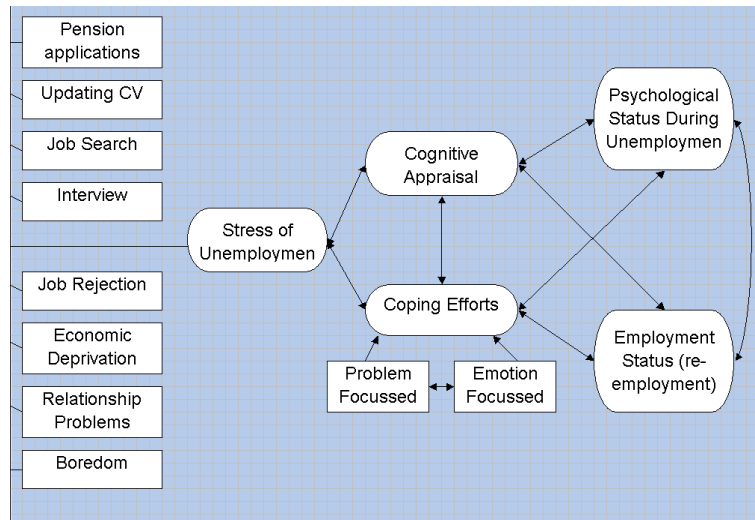 Pension
applications
Updating CV
Job Search
Interview
Job Rejection
Economic
Deprivation
Relationship
Problems
Boredom
Stress of
Unemploymen
Cognitive
Appraisal
Coping Efforts
Problem
Focussed
Emotion
Focussed
Psychological
Status During
Unemploymen
Employment
Status (re-
employment)